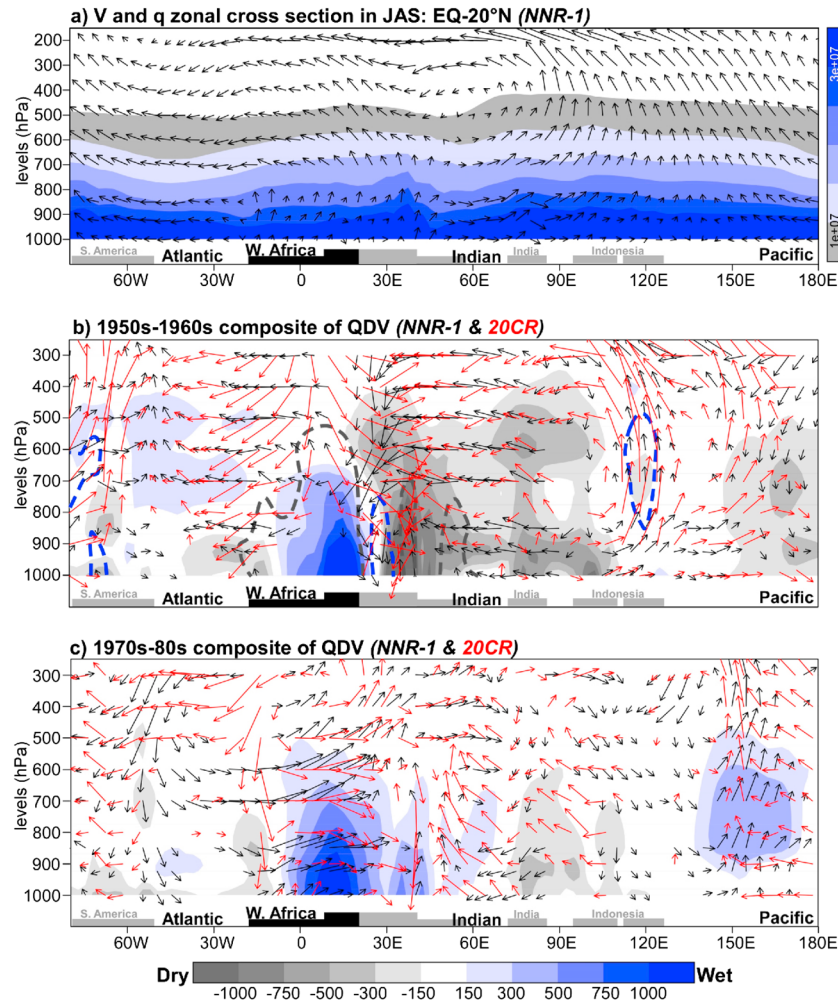 a) V and q zonal cross section in JAS: EQ-20°N (NNR-1)
levels (hPa)
200
300
400
500
600
700
800
900
1000
3e+07
1e+07
S. America Atlantic W. Africa Indian India Indonesia Pacific
60W 30W 0 30E 60E 90E 120E 150E 180E
b) 1950s-1960s composite of QDV (NNR-1 & 20CR)
levels (hPa)
300
400
500
600
700
800
900
1000
S. America Atlantic W. Africa Indian India Indonesia Pacific
c) 1970s-80s composite of QDV (NNR-1 & 20CR)
levels (hPa)
300
400
500
600
700
800
900
1000
S. America Atlantic W. Africa Indian India Indonesia Pacific
60W 30W 0 30E 60E 90E 120E 150E 180E
Dry Wet
-1000 -750 -500 -300 -150 150 300 500 750 1000